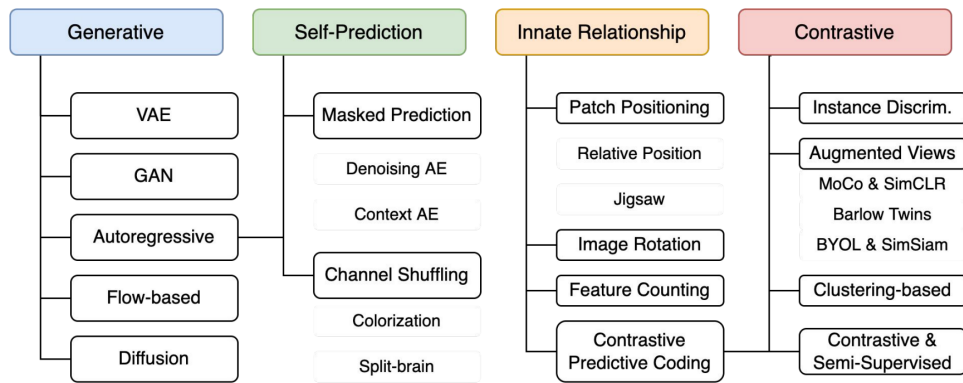 Generative
VAE
GAN
Autoregressive
Flow-based
Diffusion
Self-Prediction
Masked Prediction
Denoising AE
Context AE
Channel Shuffling
Colorization
Split-brain
Innate Relationship
Patch Positioning
Relative Position
Jigsaw
Image Rotation
Feature Counting
Contrastive
Predictive Coding
Contrastive
Instance Discrim.
Augmented Views
MoCo & SimCLR
Barlow Twins
BYOL & SimSiam
Clustering-based
Contrastive &
Semi-Supervised